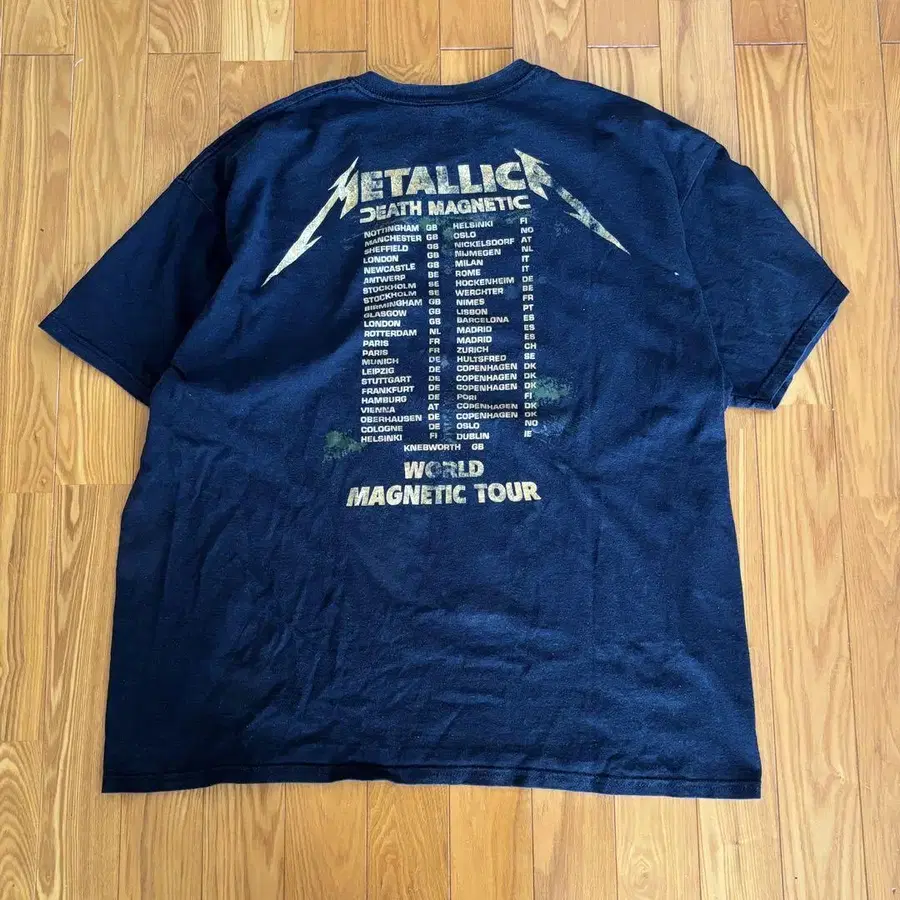 METALLICA
DEATH MAGNETIC
NOTTINGHAM GB
MANCHESTER GB
SHEFFIELD GB
LONDON GB
NEWCASTLE GB
ANTWERP BE
STOCKHOLM SE
STOCKHOLM SE
BIRMINGHAM GB
GLASGOW GB
LONDON GB
ROTTERDAM NL
PARIS FR
PARIS FR
MUNICH DE
LEIPZIG DE
STUTTGART DE
FRANKFURT DE
HAMBURG DE
VIENNA AT
OBERHAUSEN DE
COLOGNE DE
HELSINKI FI
HELSINKI FI
OSLO NO
NICKELSDORF AT
NIJMEGEN NL
MILAN IT
ROME IT
HOCKENHEIM DE
WERCHTER BE
NIMES FR
LISBON PT
BARCELONA ES
MADRID ES
MADRID ES
ZURICH CH
HULTSFRED SE
COPENHAGEN DK
COPENHAGEN DK
COPENHAGEN DK
PORI FI
COPENHAGEN DK
COPENHAGEN DK
OSLO NO
DUBLIN IE
KNEBWORTH GB
WORLD
MAGNETIC TOUR